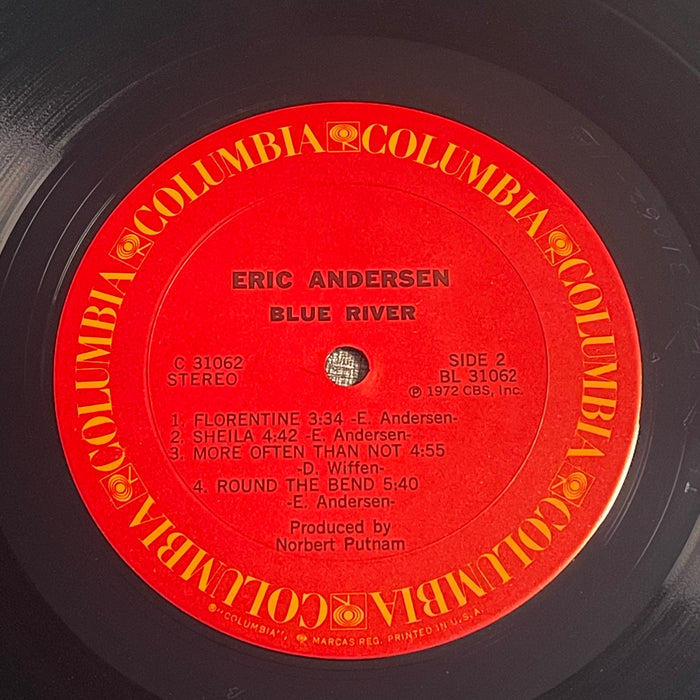 COLUMBIA COLUMBIA COLUMBIA COLUMBIA COLUMBIA COLUMBIA
ERIC ANDERSEN
BLUE RIVER
C 31062
STEREO
SIDE 2
BL 31062
℗ 1972 CBS, Inc.
1. FLORENTINE 3:34 -E. Andersen-
2. SHEILA 4:42 -E. Andersen-
3. MORE OFTEN THAN NOT 4:55
-D. Wiffen-
4. ROUND THE BEND 5:40
-E. Andersen-
Produced by
Norbert Putnam
®"COLUMBIA", MARCAS REG. PRINTED IN U.S.A.